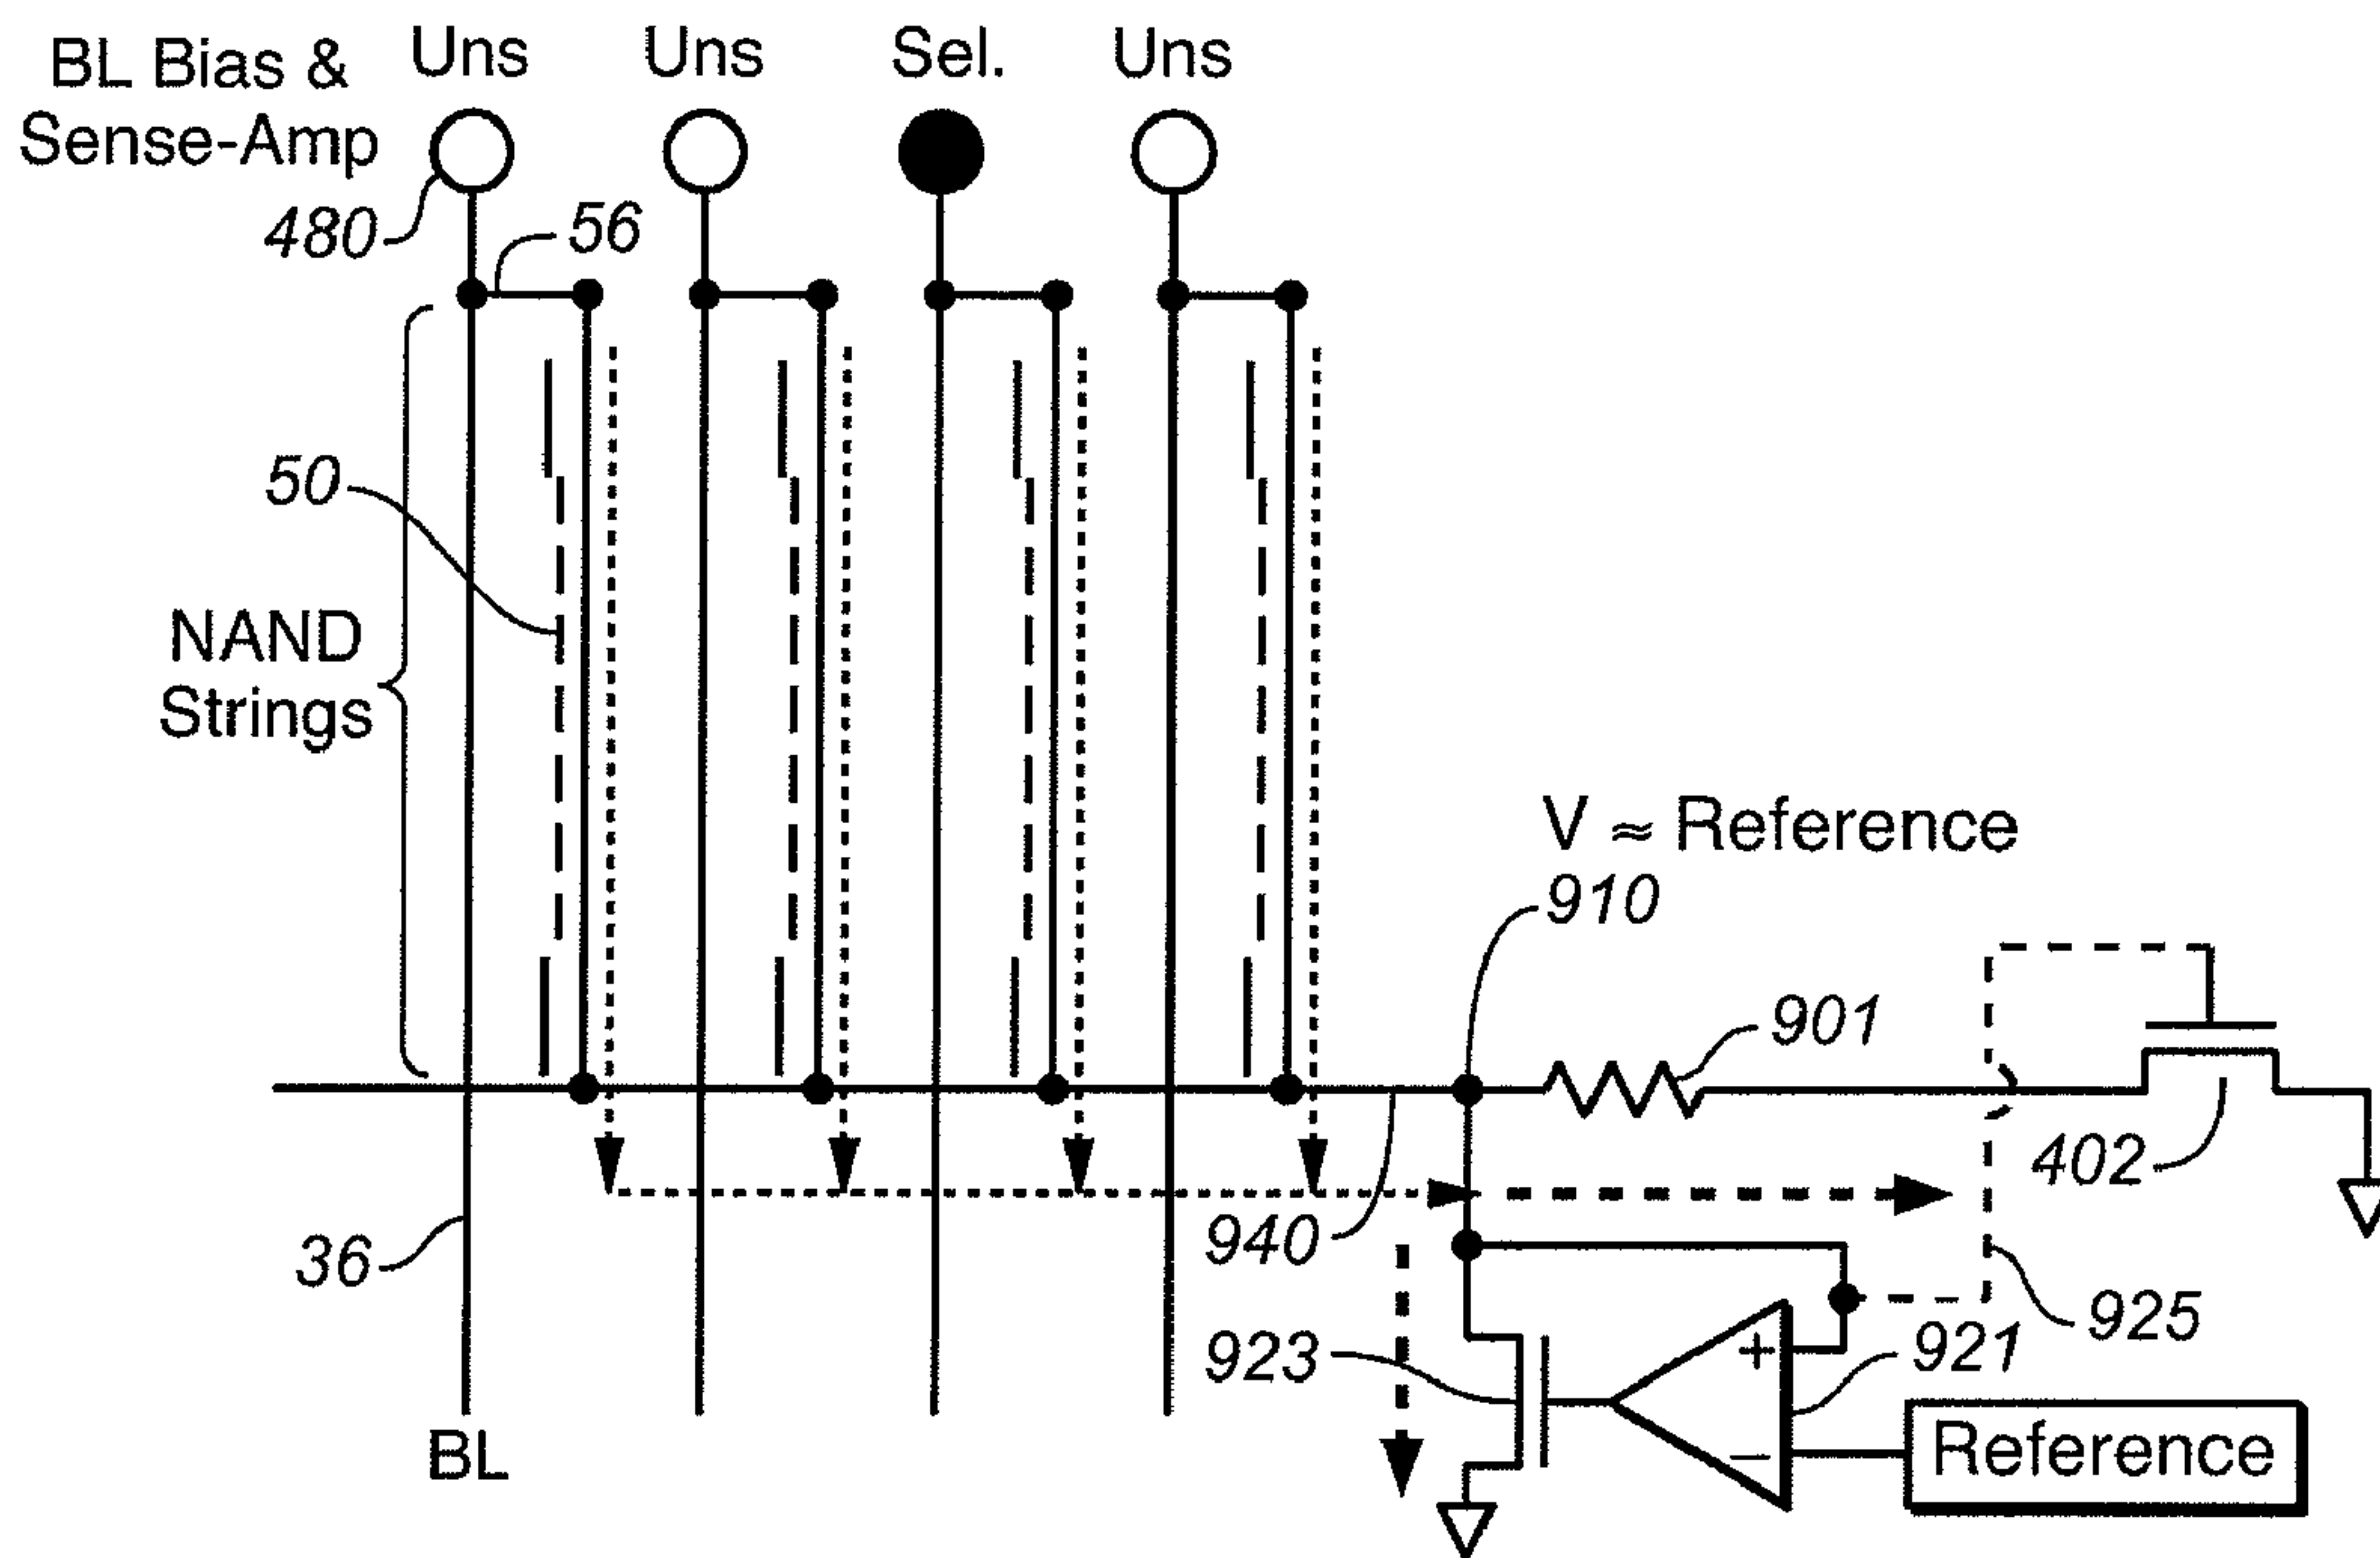 BL Bias &
Sense-Amp
Uns
Uns
Sel.
Uns
480
56
50
NAND
Strings
V ≈ Reference
910
901
402
940
36
925
923
921
+
−
Reference
BL